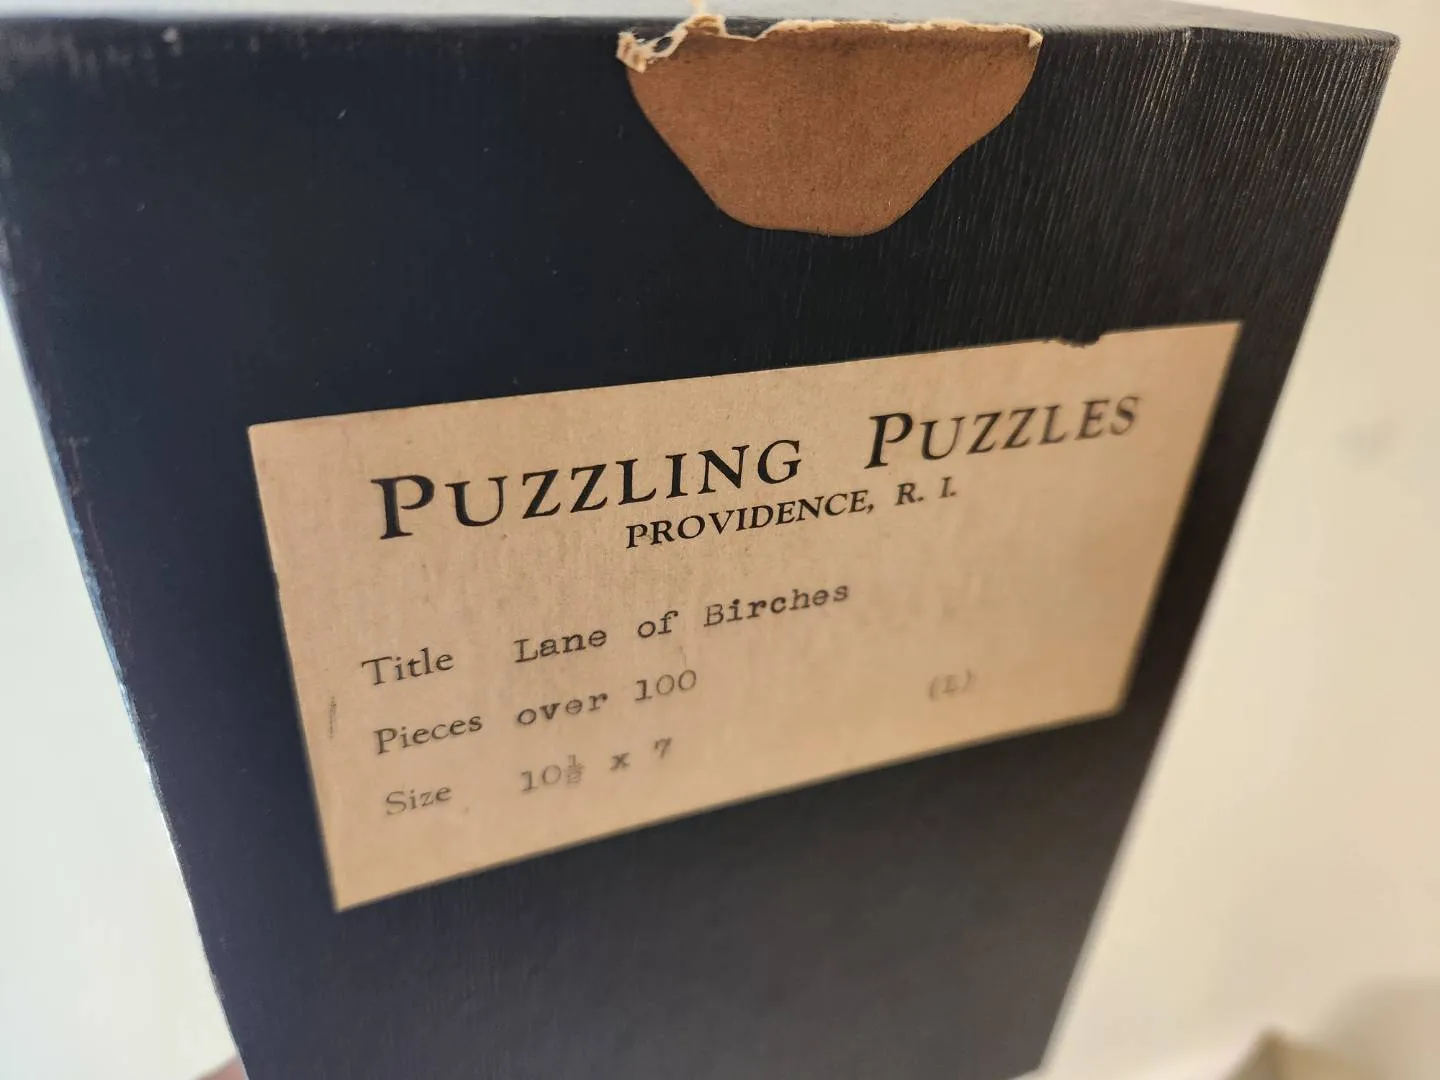 PUZZLING PUZZLES
PROVIDENCE, R. I.
Title Lane of Birches
Pieces over 100
Size 10½ x 7